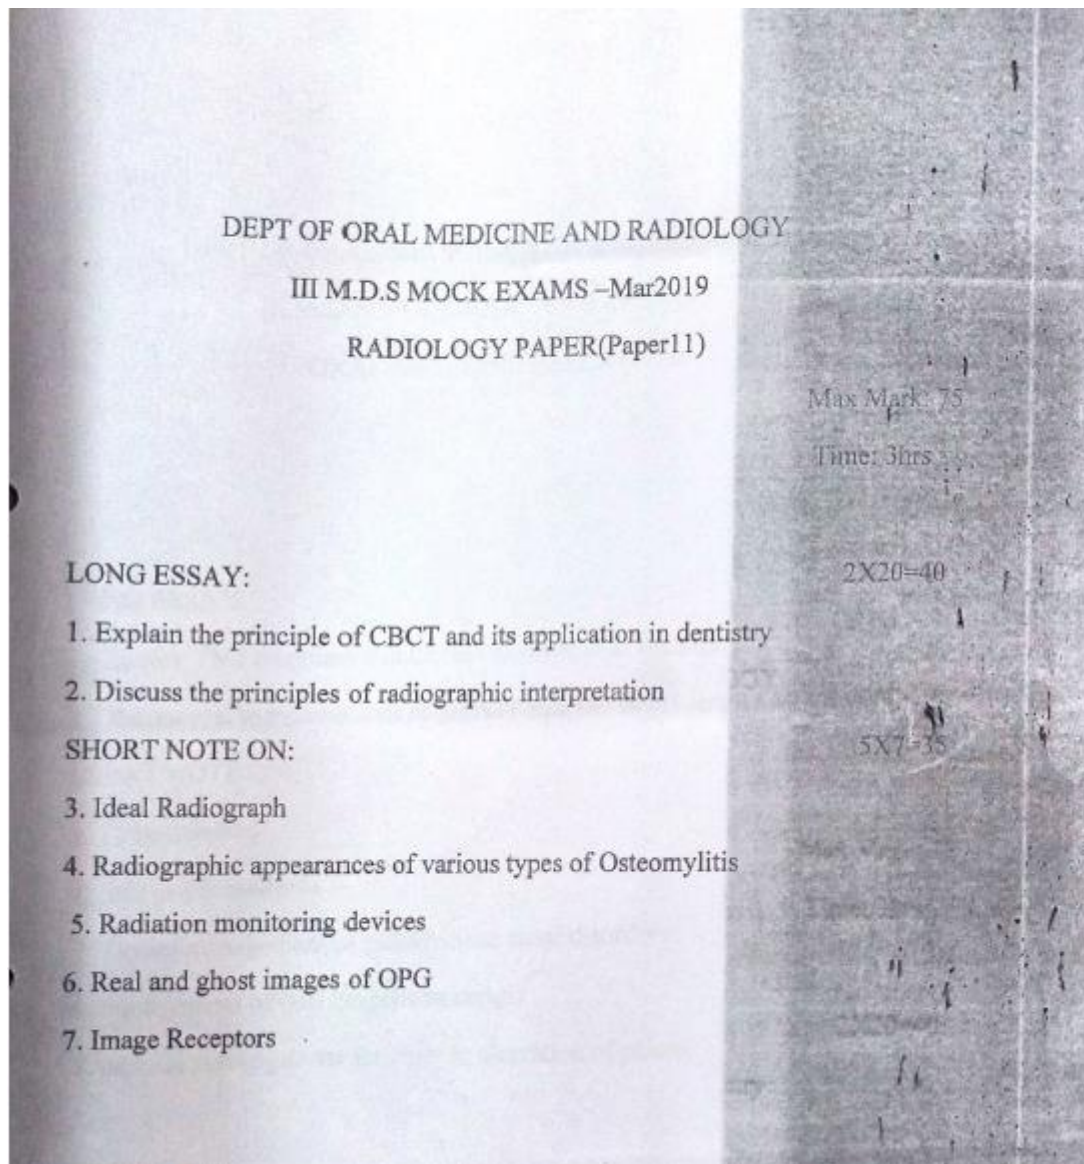 DEPT OF ORAL MEDICINE AND RADIOLOGY
III M.D.S MOCK EXAMS –Mar2019
RADIOLOGY PAPER(Paper11)
Max Mark: 75
Time: 3hrs
LONG ESSAY: 2X20=40
1. Explain the principle of CBCT and its application in dentistry
2. Discuss the principles of radiographic interpretation
SHORT NOTE ON: 5X7=35
3. Ideal Radiograph
4. Radiographic appearances of various types of Osteomylitis
5. Radiation monitoring devices
6. Real and ghost images of OPG
7. Image Receptors